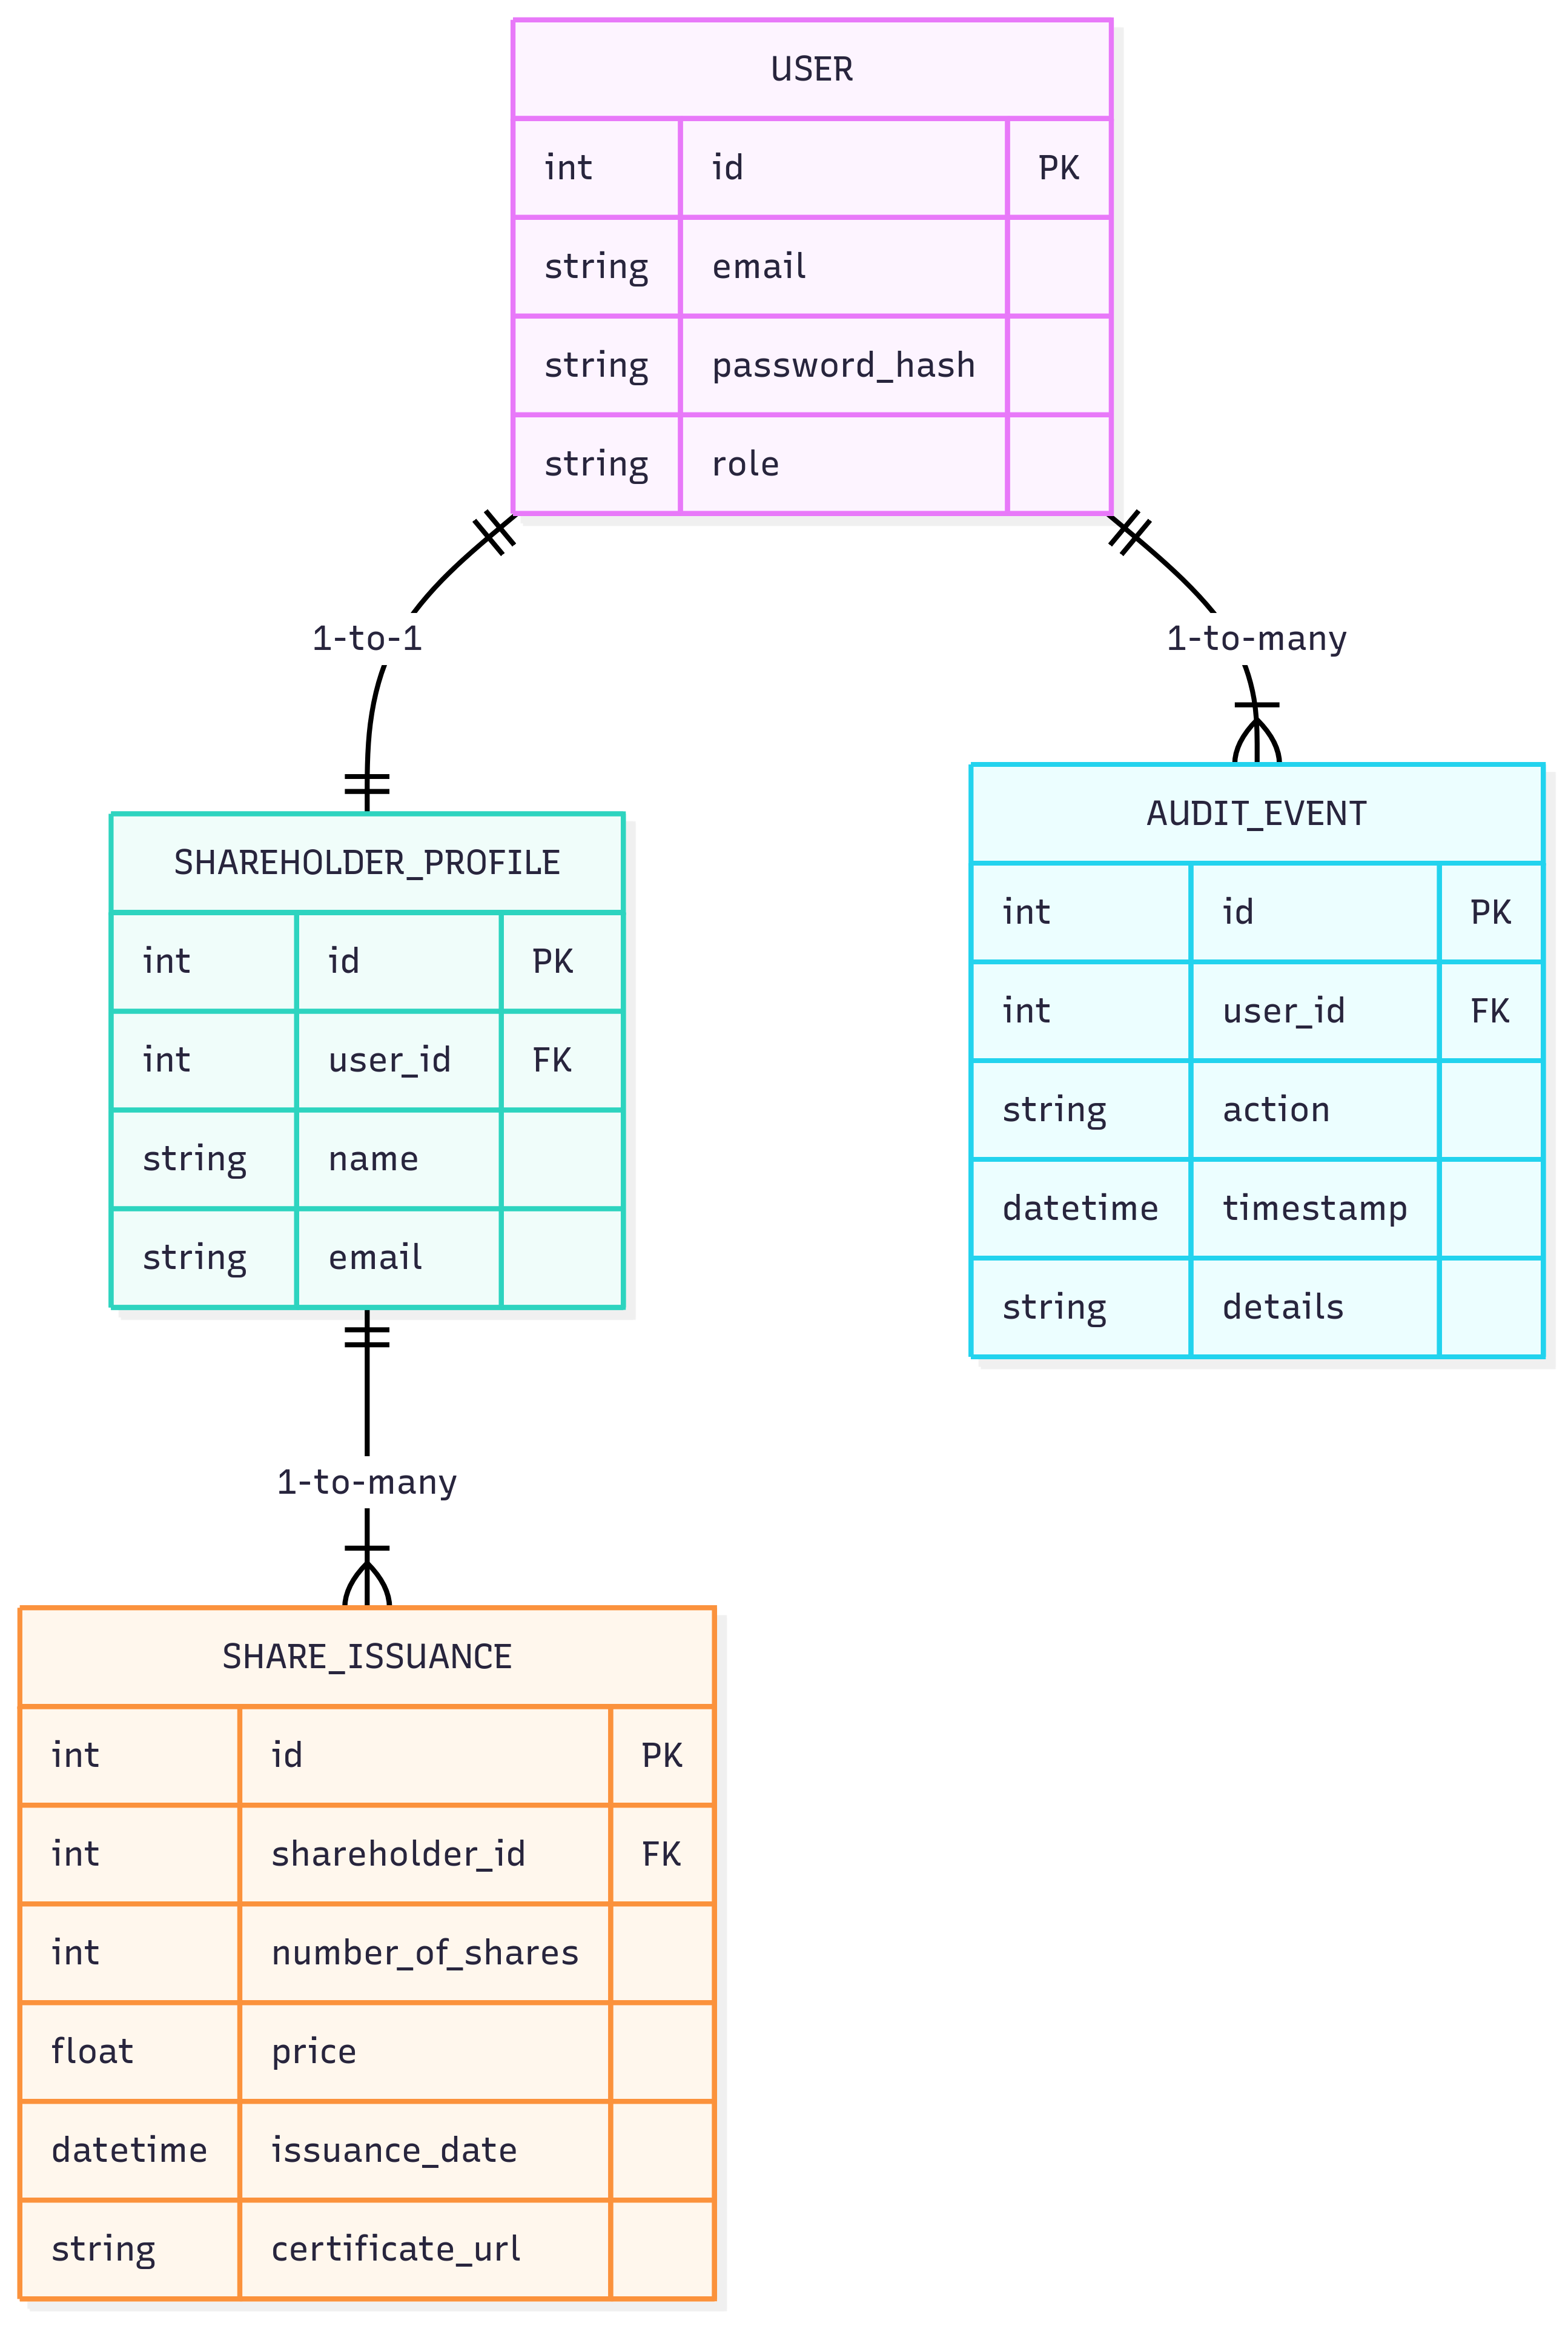 USER
int id PK
string email
string password_hash
string role
1-to-1
1-to-many
SHAREHOLDER_PROFILE
int id PK
int user_id FK
string name
string email
AUDIT_EVENT
int id PK
int user_id FK
string action
datetime timestamp
string details
1-to-many
SHARE_ISSUANCE
int id PK
int shareholder_id FK
int number_of_shares
float price
datetime issuance_date
string certificate_url